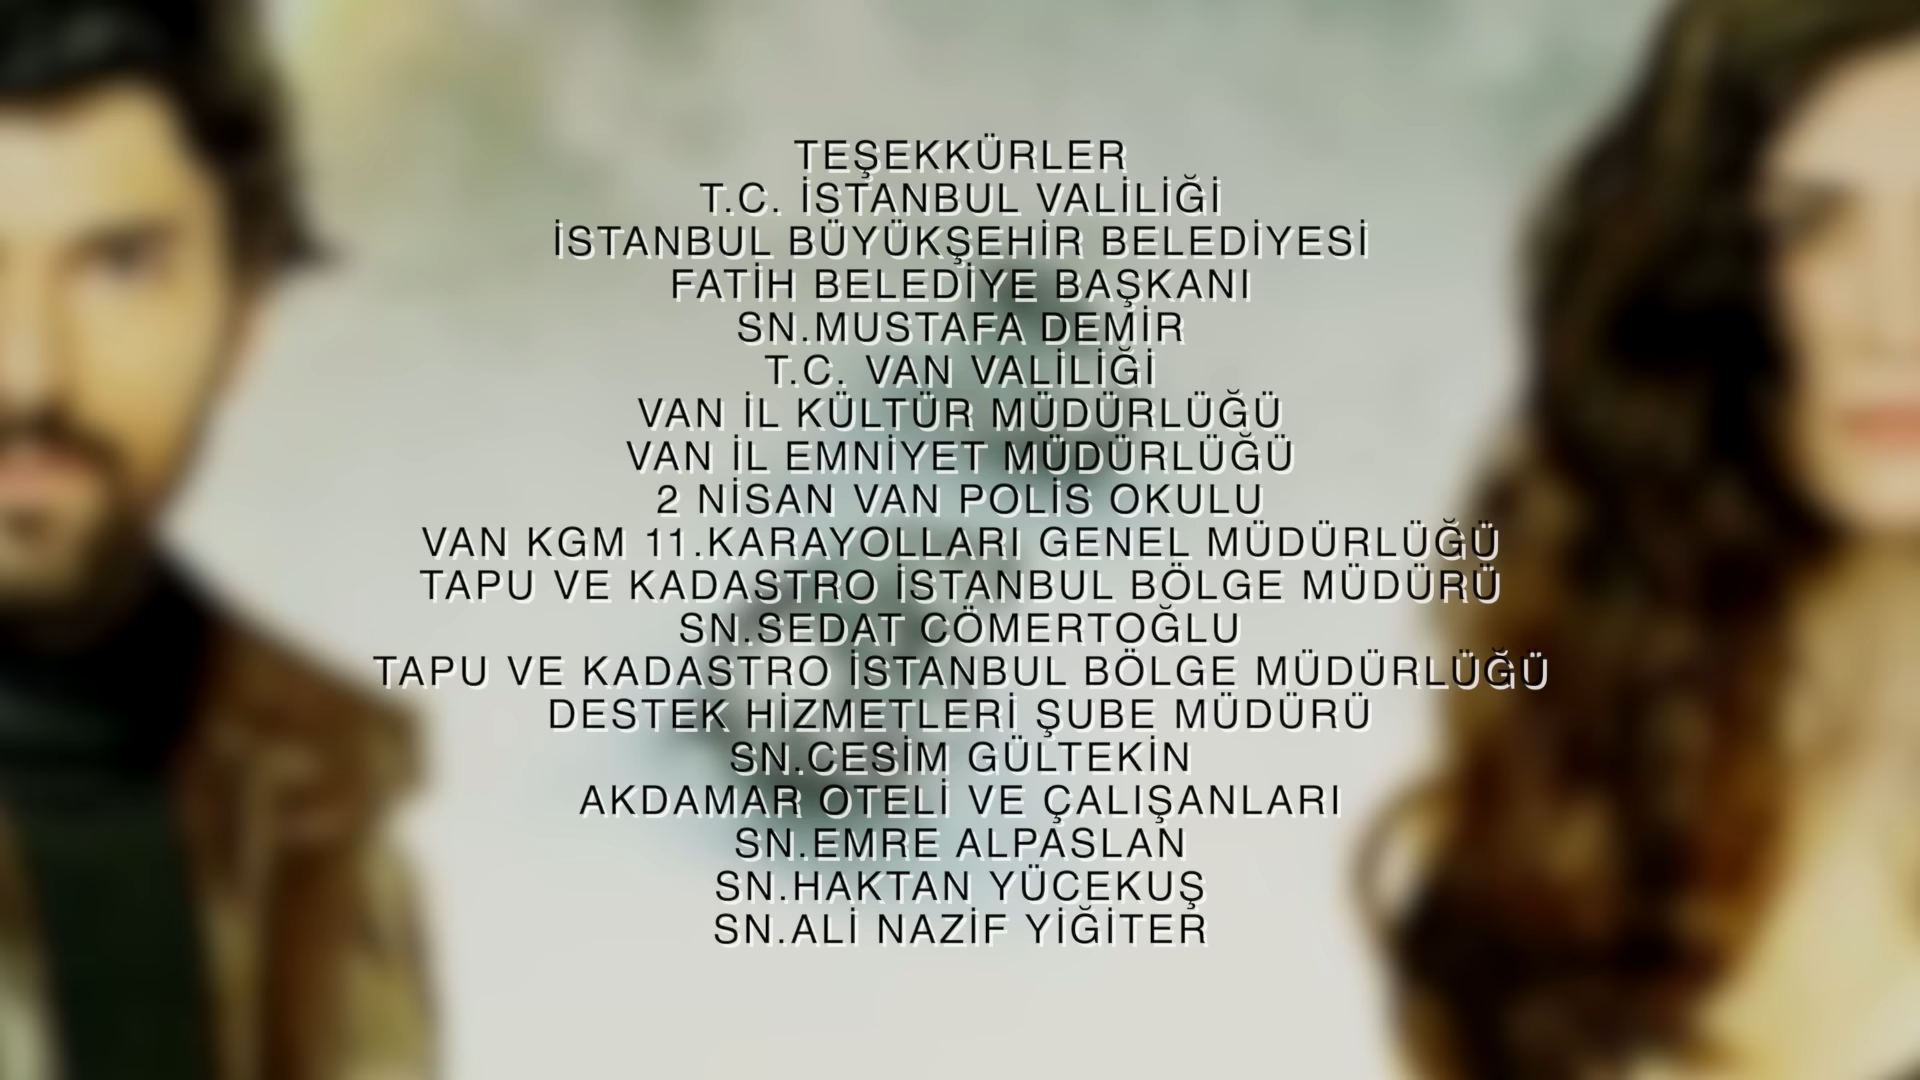 TEŞEKKÜRLER
T.C. İSTANBUL VALİLİĞİ
İSTANBUL BÜYÜKŞEHİR BELEDİYESİ
FATİH BELEDİYE BAŞKANI
SN.MUSTAFA DEMİR
T.C. VAN VALİLİĞİ
VAN İL KÜLTÜR MÜDÜRLÜĞÜ
VAN İL EMNİYET MÜDÜRLÜĞÜ
2 NİSAN VAN POLİS OKULU
VAN KGM 11.KARAYOLLARI GENEL MÜDÜRLÜĞÜ
TAPU VE KADASTRO İSTANBUL BÖLGE MÜDÜRÜ
SN.SEDAT CÖMERTOĞLU
TAPU VE KADASTRO İSTANBUL BÖLGE MÜDÜRLÜĞÜ
DESTEK HİZMETLERİ ŞUBE MÜDÜRÜ
SN.CESİM GÜLTEKİN
AKDAMAR OTELİ VE ÇALIŞANLARI
SN.EMRE ALPASLAN
SN.HAKTAN YÜCEKUŞ
SN.ALİ NAZİF YİĞİTER